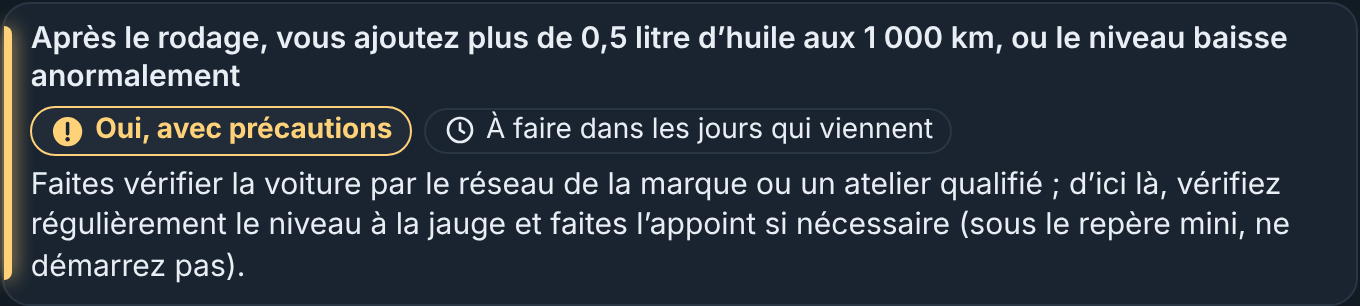 Après le rodage, vous ajoutez plus de 0,5 litre d’huile aux 1 000 km, ou le niveau baisse
anormalement
Oui, avec précautions
À faire dans les jours qui viennent
Faites vérifier la voiture par le réseau de la marque ou un atelier qualifié ; d’ici là, vérifiez
régulièrement le niveau à la jauge et faites l’appoint si nécessaire (sous le repère mini, ne
démarrez pas).